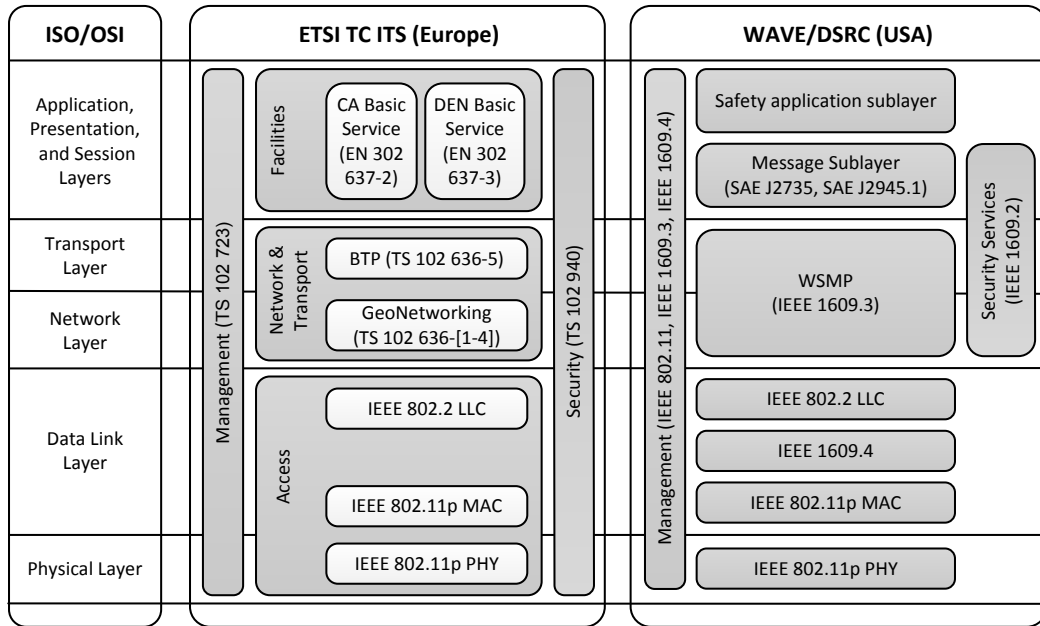 ISO/OSI
Application,
Presentation,
and Session
Layers
Transport
Layer
Network
Layer
Data Link
Layer
Physical Layer
ETSI TC ITS (Europe)
Management (TS 102 723)
Facilities
CA Basic
Service
(EN 302
637-2)
DEN Basic
Service
(EN 302
637-3)
Network &
Transport
BTP (TS 102 636-5)
GeoNetworking
(TS 102 636-[1-4])
Access
IEEE 802.2 LLC
IEEE 802.11p MAC
IEEE 802.11p PHY
Security (TS 102 940)
WAVE/DSRC (USA)
Management (IEEE 802.11, IEEE 1609.3, IEEE 1609.4)
Safety application sublayer
Message Sublayer
(SAE J2735, SAE J2945.1)
WSMP
(IEEE 1609.3)
IEEE 802.2 LLC
IEEE 1609.4
IEEE 802.11p MAC
IEEE 802.11p PHY
Security Services
(IEEE 1609.2)